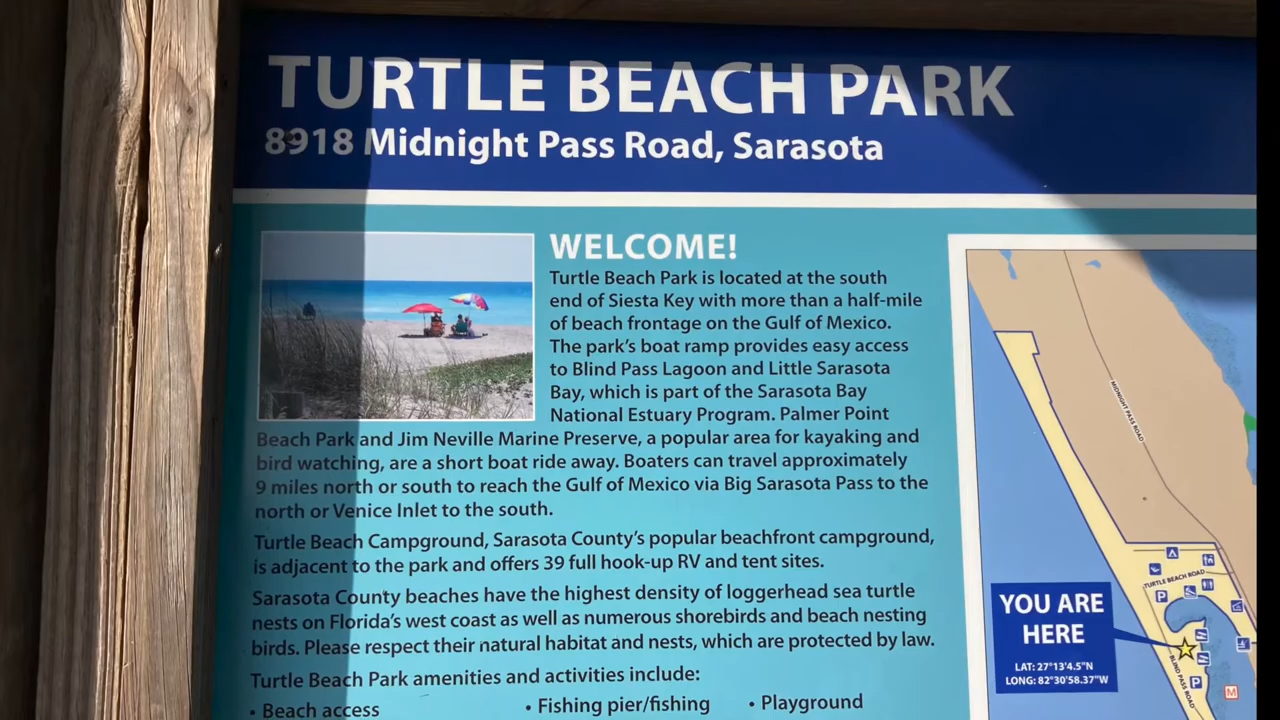 TURTLE BEACH PARK
8918 Midnight Pass Road, Sarasota
WELCOME!
Turtle Beach Park is located at the south
end of Siesta Key with more than a half-mile
of beach frontage on the Gulf of Mexico.
The park's boat ramp provides easy access
to Blind Pass Lagoon and Little Sarasota
Bay, which is part of the Sarasota Bay
National Estuary Program. Palmer Point
Beach Park and Jim Neville Marine Preserve, a popular area for kayaking and
bird watching, are a short boat ride away. Boaters can travel approximately
9 miles north or south to reach the Gulf of Mexico via Big Sarasota Pass to the
north or Venice Inlet to the south.
Turtle Beach Campground, Sarasota County's popular beachfront campground,
is adjacent to the park and offers 39 full hook-up RV and tent sites.
Sarasota County beaches have the highest density of loggerhead sea turtle
nests on Florida's west coast as well as numerous shorebirds and beach nesting
birds. Please respect their natural habitat and nests, which are protected by law.
Turtle Beach Park amenities and activities include:
• Beach access
• Fishing pier/fishing
• Playground
MIDNIGHT PASS ROAD
TURTLE BEACH ROAD
P
YOU ARE
HERE
LAT: 27°13'4.5"N
LONG: 82°30'58.37"W
BLIND PASS ROAD
P
M